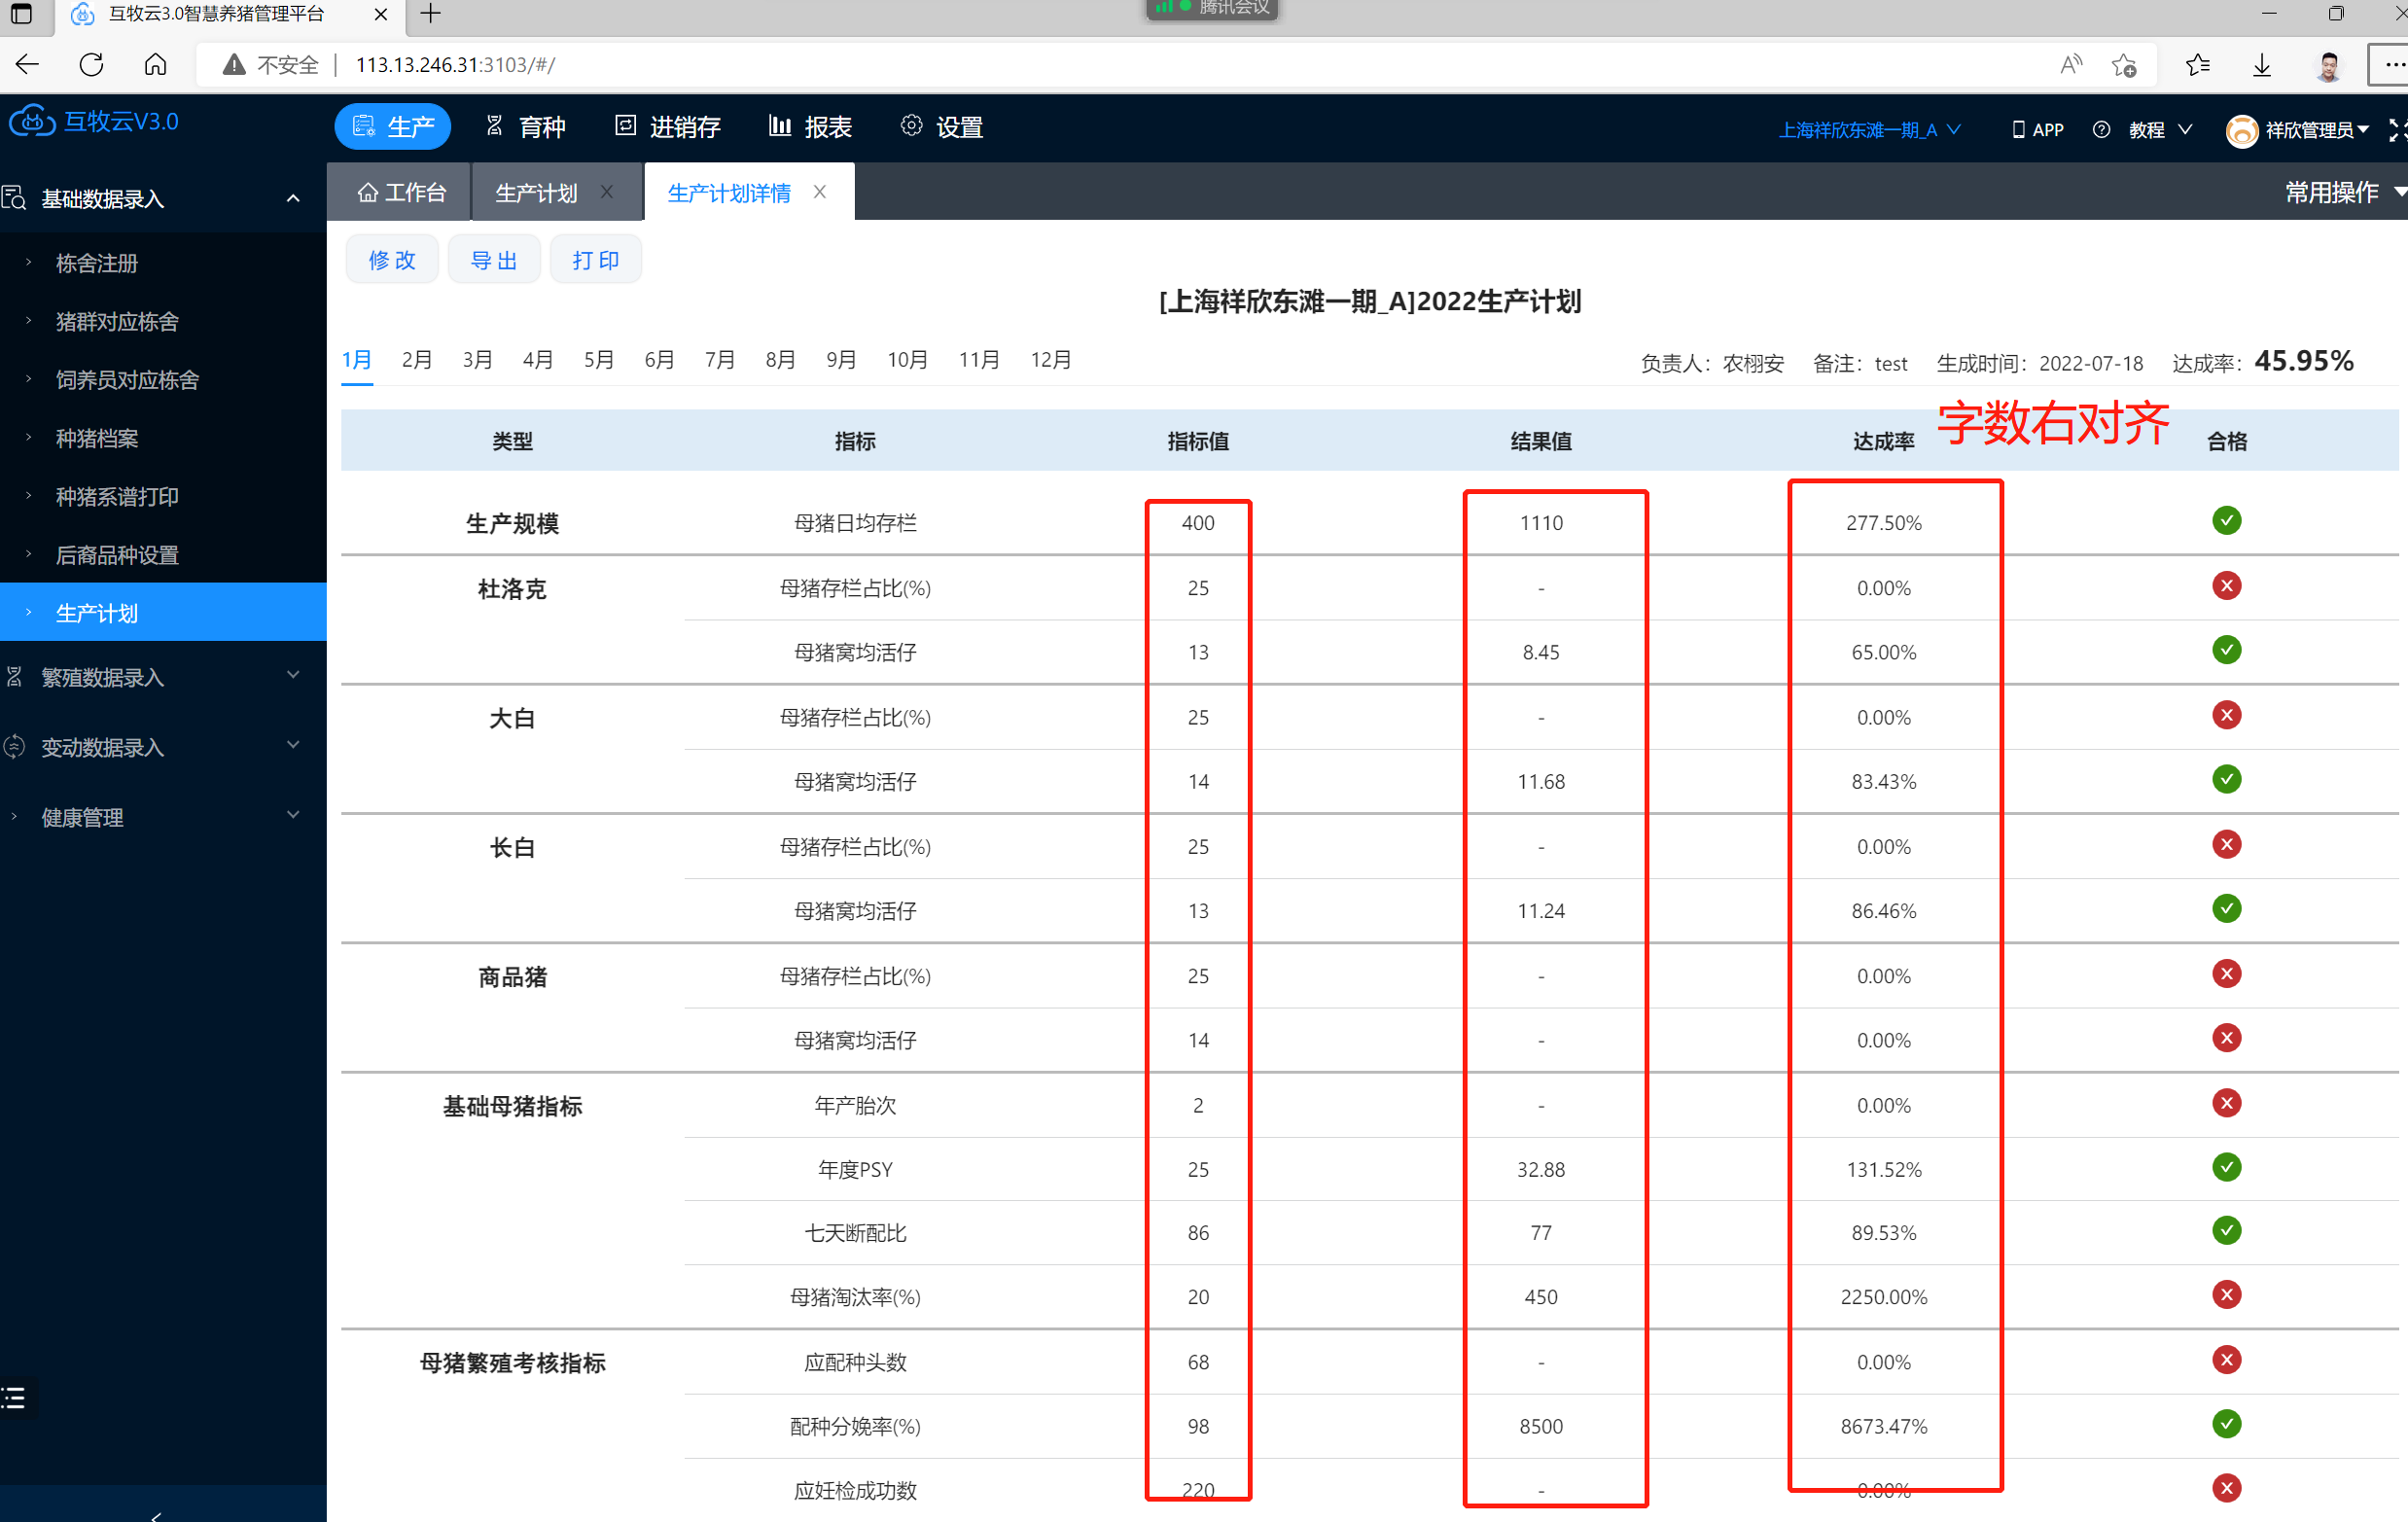 互牧云3.0智慧养猪管理平台
腾讯会议
不安全 113.13.246.31:3103/#/
互牧云V3.0
生产 育种 进销存 报表 设置
上海祥欣东滩一期_A APP 教程 祥欣管理员
基础数据录入
栋舍注册
猪群对应栋舍
饲养员对应栋舍
种猪档案
种猪系谱打印
后商品种设置
生产计划
繁殖数据录入
变动数据录入
健康管理
工作台 生产计划 生产计划详情 常用操作
修 改 导 出 打 印
[上海祥欣东滩一期_A]2022生产计划
1月 2月 3月 4月 5月 6月 7月 8月 9月 10月 11月 12月
负责人：农栩安 备注：test 生成时间：2022-07-18 达成率：45.95%
字数右对齐
类型 指标 指标值 结果值 达成率 合格
生产规模 母猪日均存栏 400 1110 277.50%
杜洛克 母猪存栏占比(%) 25 - 0.00%
母猪窝均活仔 13 8.45 65.00%
大白 母猪存栏占比(%) 25 - 0.00%
母猪窝均活仔 14 11.68 83.43%
长白 母猪存栏占比(%) 25 - 0.00%
母猪窝均活仔 13 11.24 86.46%
商品猪 母猪存栏占比(%) 25 - 0.00%
母猪窝均活仔 14 - 0.00%
基础母猪指标 年产胎次 2 - 0.00%
年度PSY 25 32.88 131.52%
七天断配比 86 77 89.53%
母猪淘汰率(%) 20 450 2250.00%
母猪繁殖考核指标 应配种头数 68 - 0.00%
配种分娩率(%) 98 8500 8673.47%
应妊检成功数 220 - 0.00%